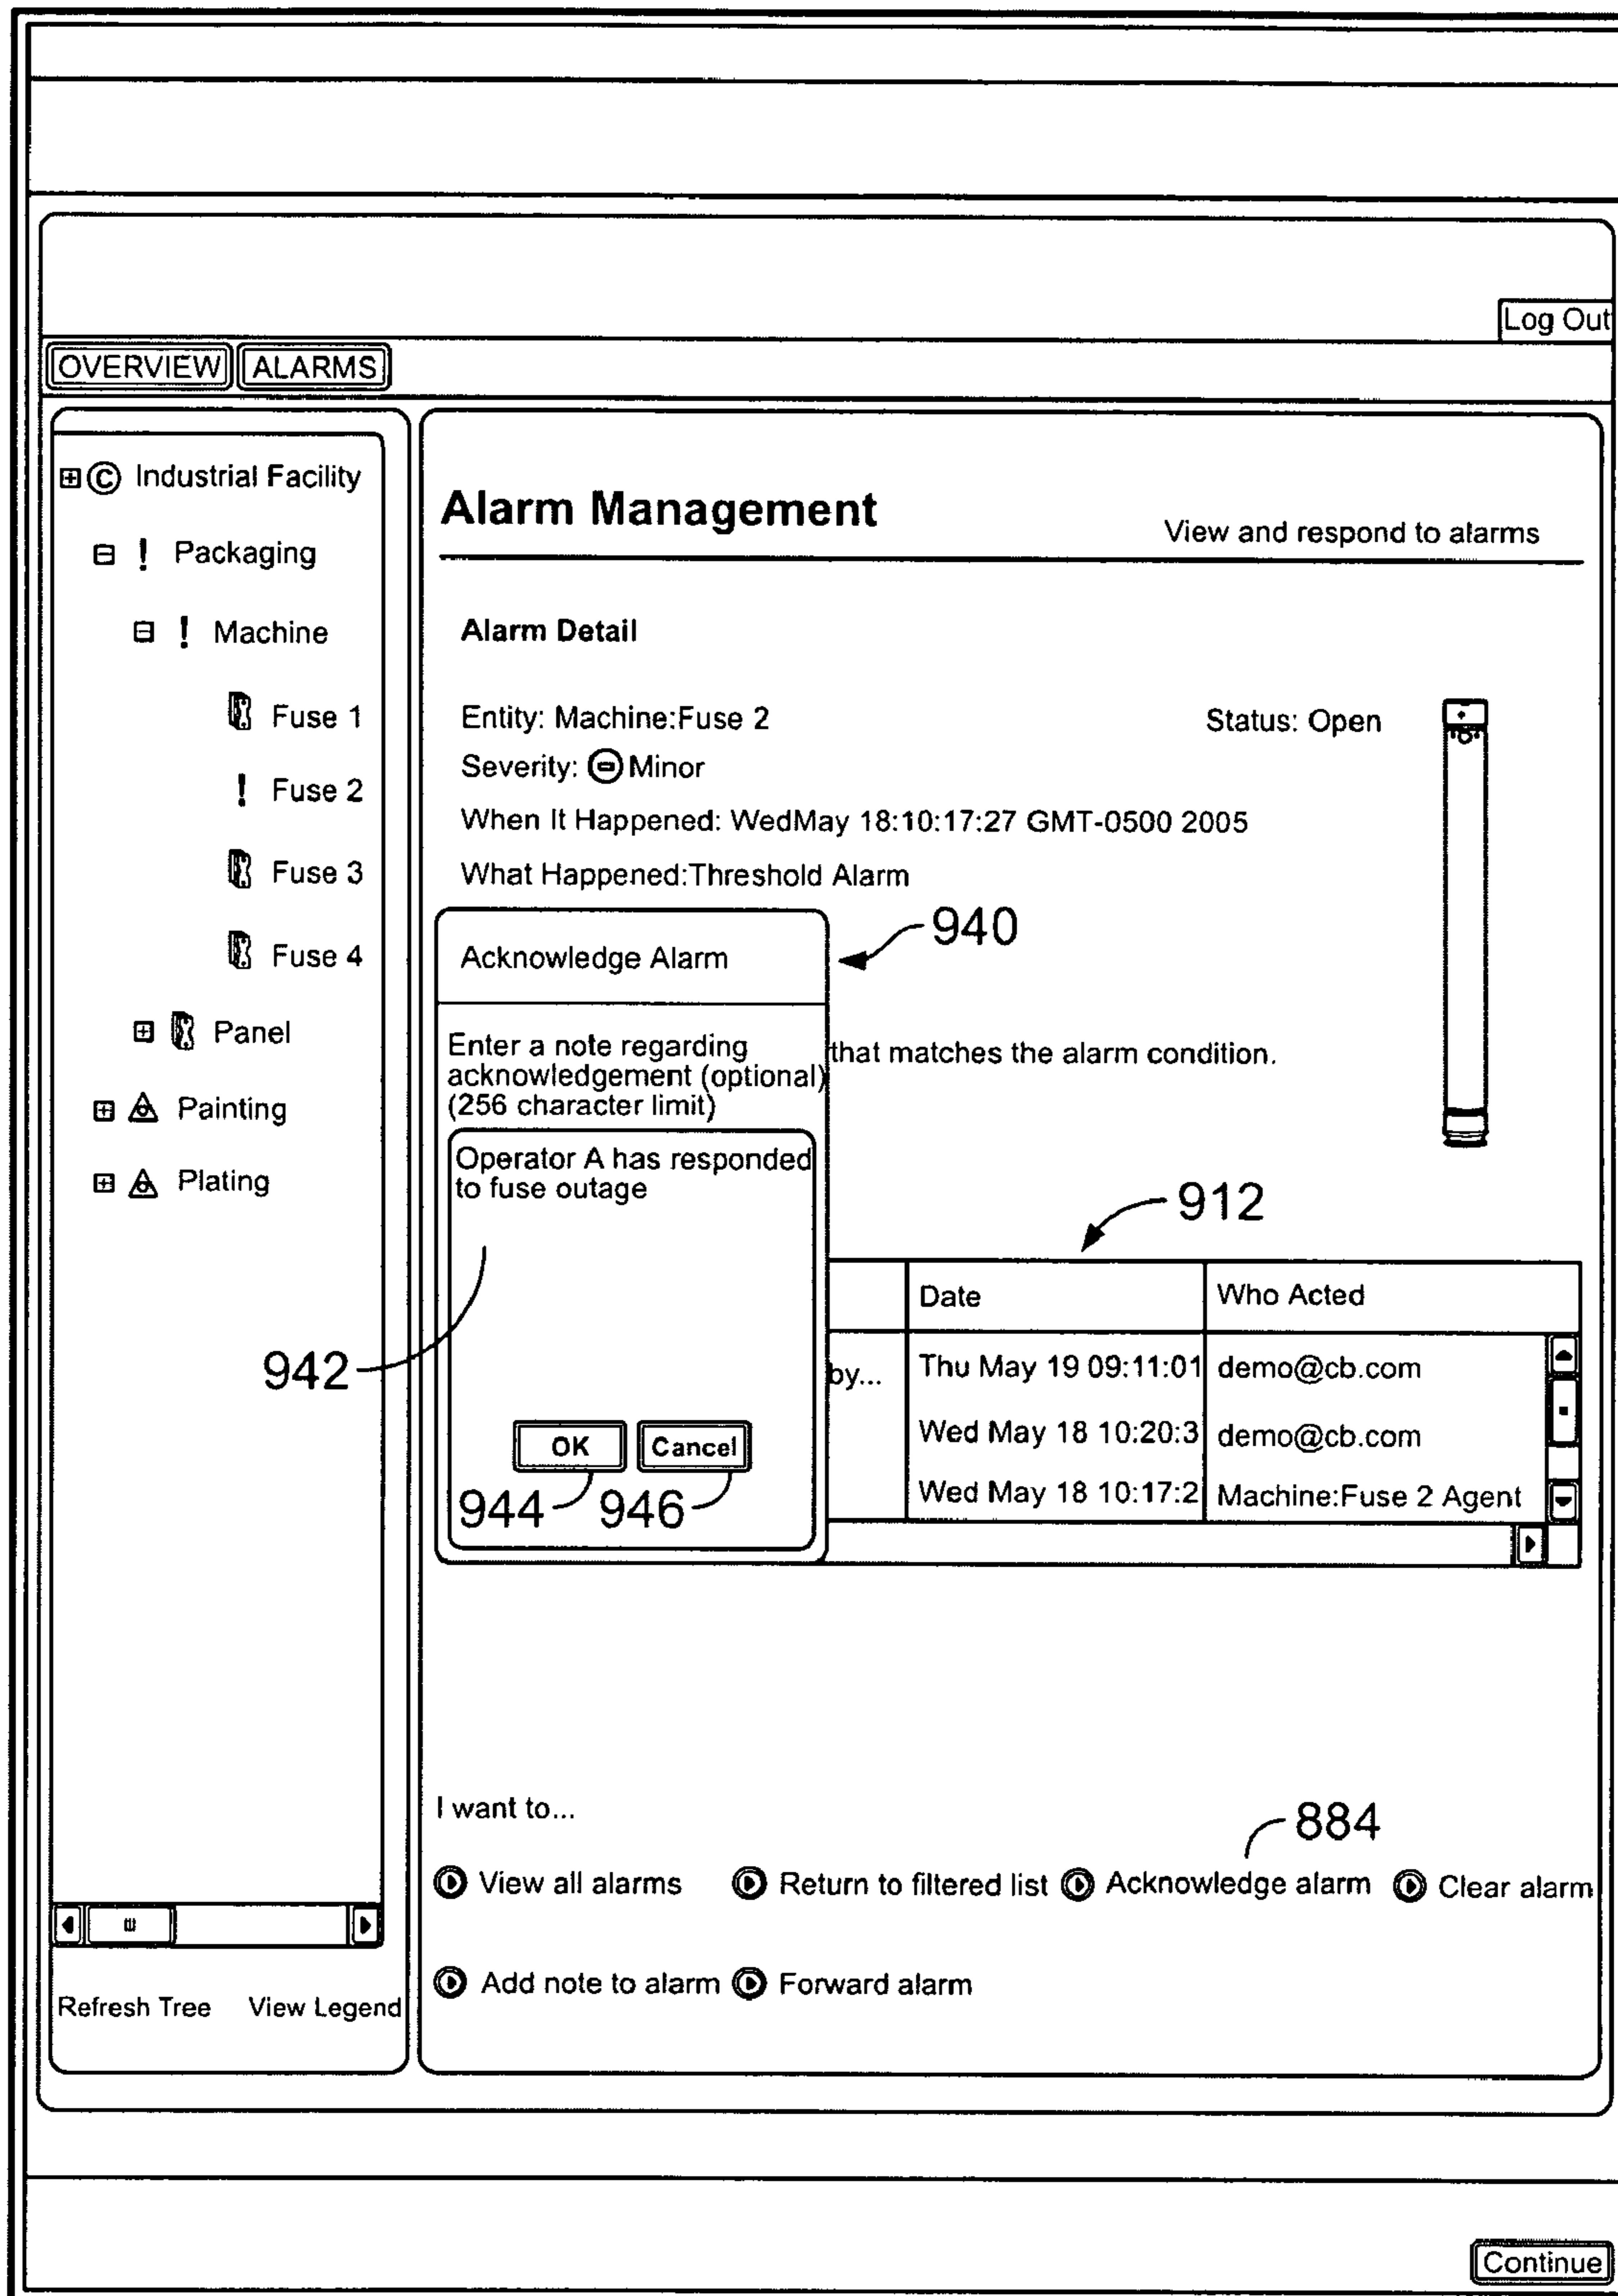 Log Out
OVERVIEW ALARMS
Industrial Facility
Packaging
Machine
Fuse 1
Fuse 2
Fuse 3
Fuse 4
Panel
Painting
Plating
942
Refresh Tree View Legend
Alarm Management
View and respond to alarms
Alarm Detail
Entity: Machine:Fuse 2
Status: Open
Severity: Minor
When It Happened: WedMay 18:10:17:27 GMT-0500 2005
What Happened:Threshold Alarm
940
Acknowledge Alarm
Enter a note regarding
acknowledgement (optional)
(256 character limit)
that matches the alarm condition.
Operator A has responded
to fuse outage
OK Cancel
944 946
912
Date Who Acted
by... Thu May 19 09:11:01 demo@cb.com
Wed May 18 10:20:3 demo@cb.com
Wed May 18 10:17:2 Machine:Fuse 2 Agent
I want to...
884
View all alarms Return to filtered list Acknowledge alarm Clear alarm
Add note to alarm Forward alarm
Continue